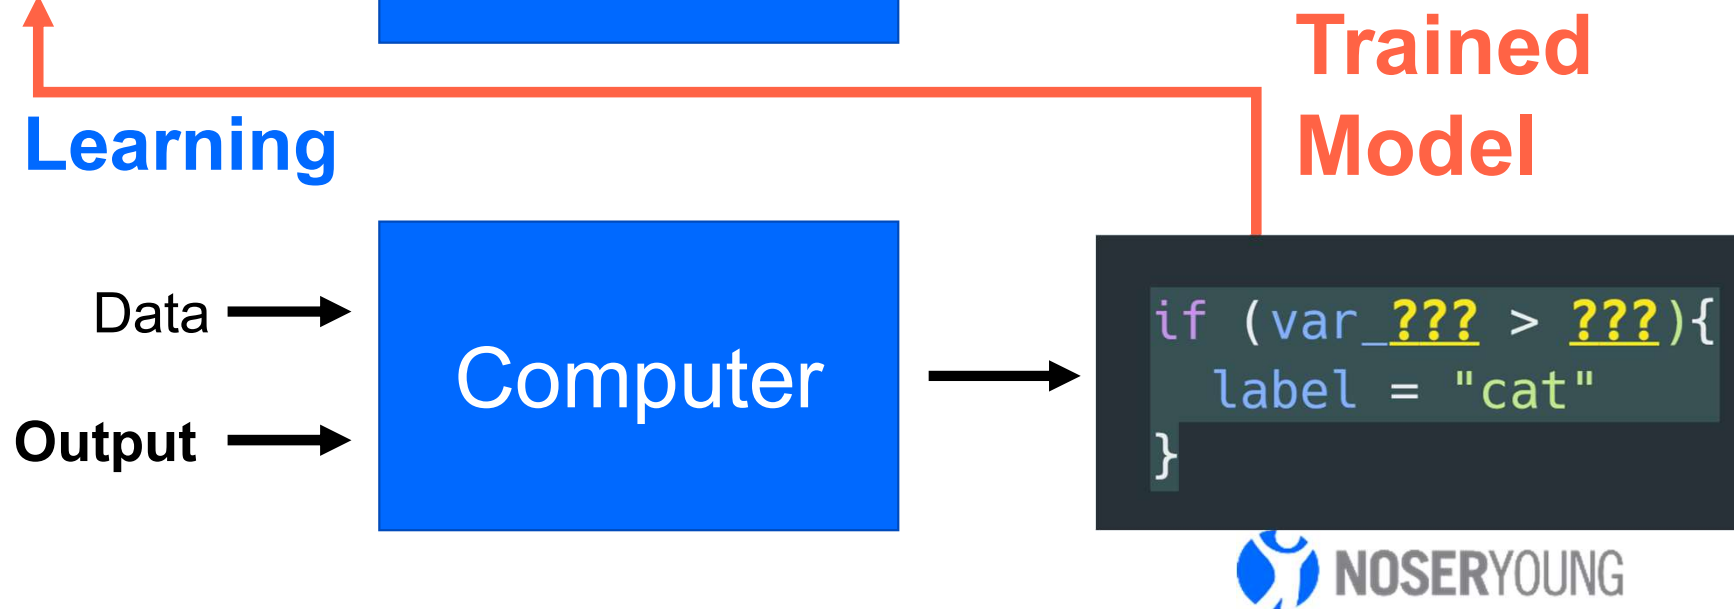 Trained
Model
Learning
Data
Output
Computer
if (var_??? > ???){
label = "cat"
}
NOSERYOUNG